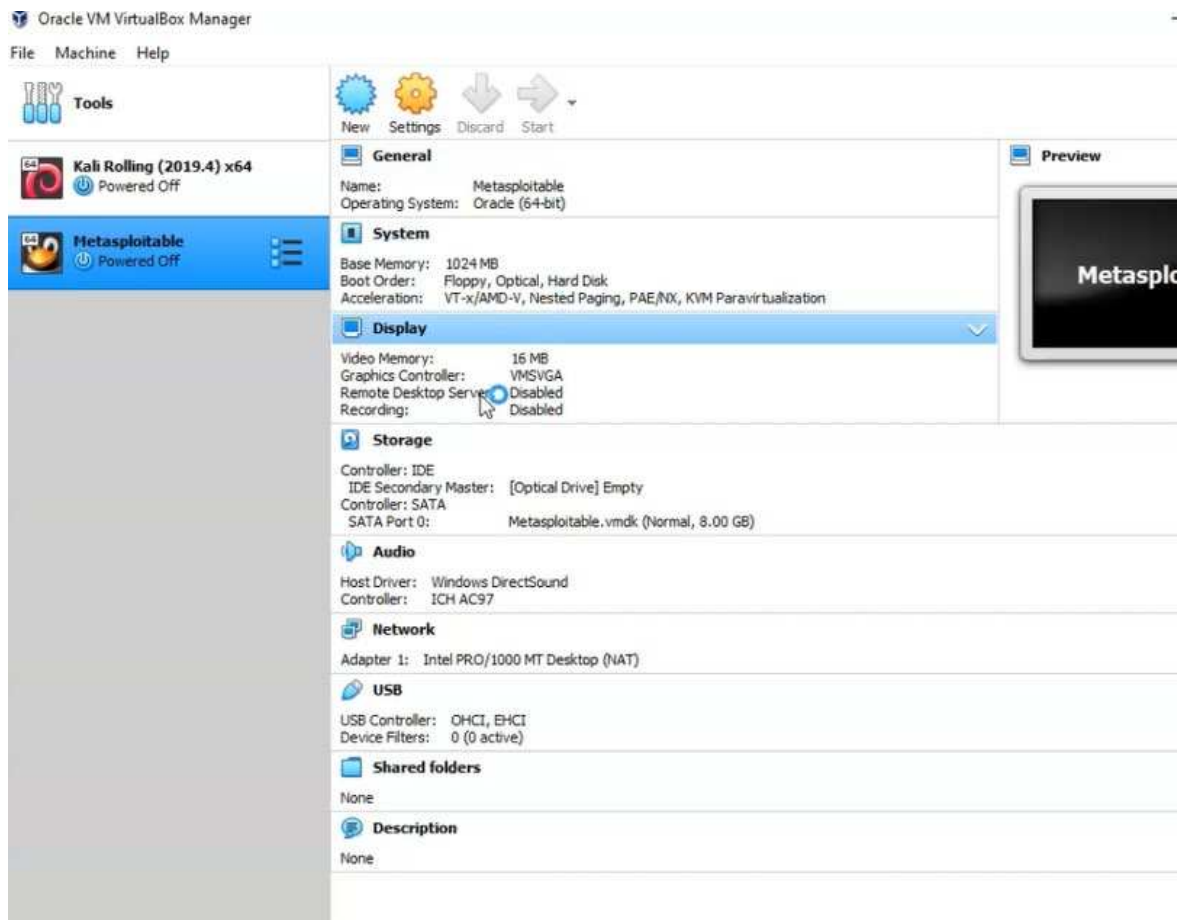 Oracle VM VirtualBox Manager
File Machine Help
Tools
New Settings Discard Start
64
Kali Rolling (2019.4) x64
Powered Off
64
Metasploitable
Powered Off
General
Name: Metasploitable
Operating System: Oracle (64-bit)
Preview
Metasplo
System
Base Memory: 1024 MB
Boot Order: Floppy, Optical, Hard Disk
Acceleration: VT-x/AMD-V, Nested Paging, PAE/NX, KVM Paravirtualization
Display
Video Memory: 16 MB
Graphics Controller: VMSVGA
Remote Desktop Server Disabled
Recording: Disabled
Storage
Controller: IDE
IDE Secondary Master: [Optical Drive] Empty
Controller: SATA
SATA Port 0: Metasploitable.vmdk (Normal, 8.00 GB)
Audio
Host Driver: Windows DirectSound
Controller: ICH AC97
Network
Adapter 1: Intel PRO/1000 MT Desktop (NAT)
USB
USB Controller: OHCI, EHCI
Device Filters: 0 (0 active)
Shared folders
None
Description
None